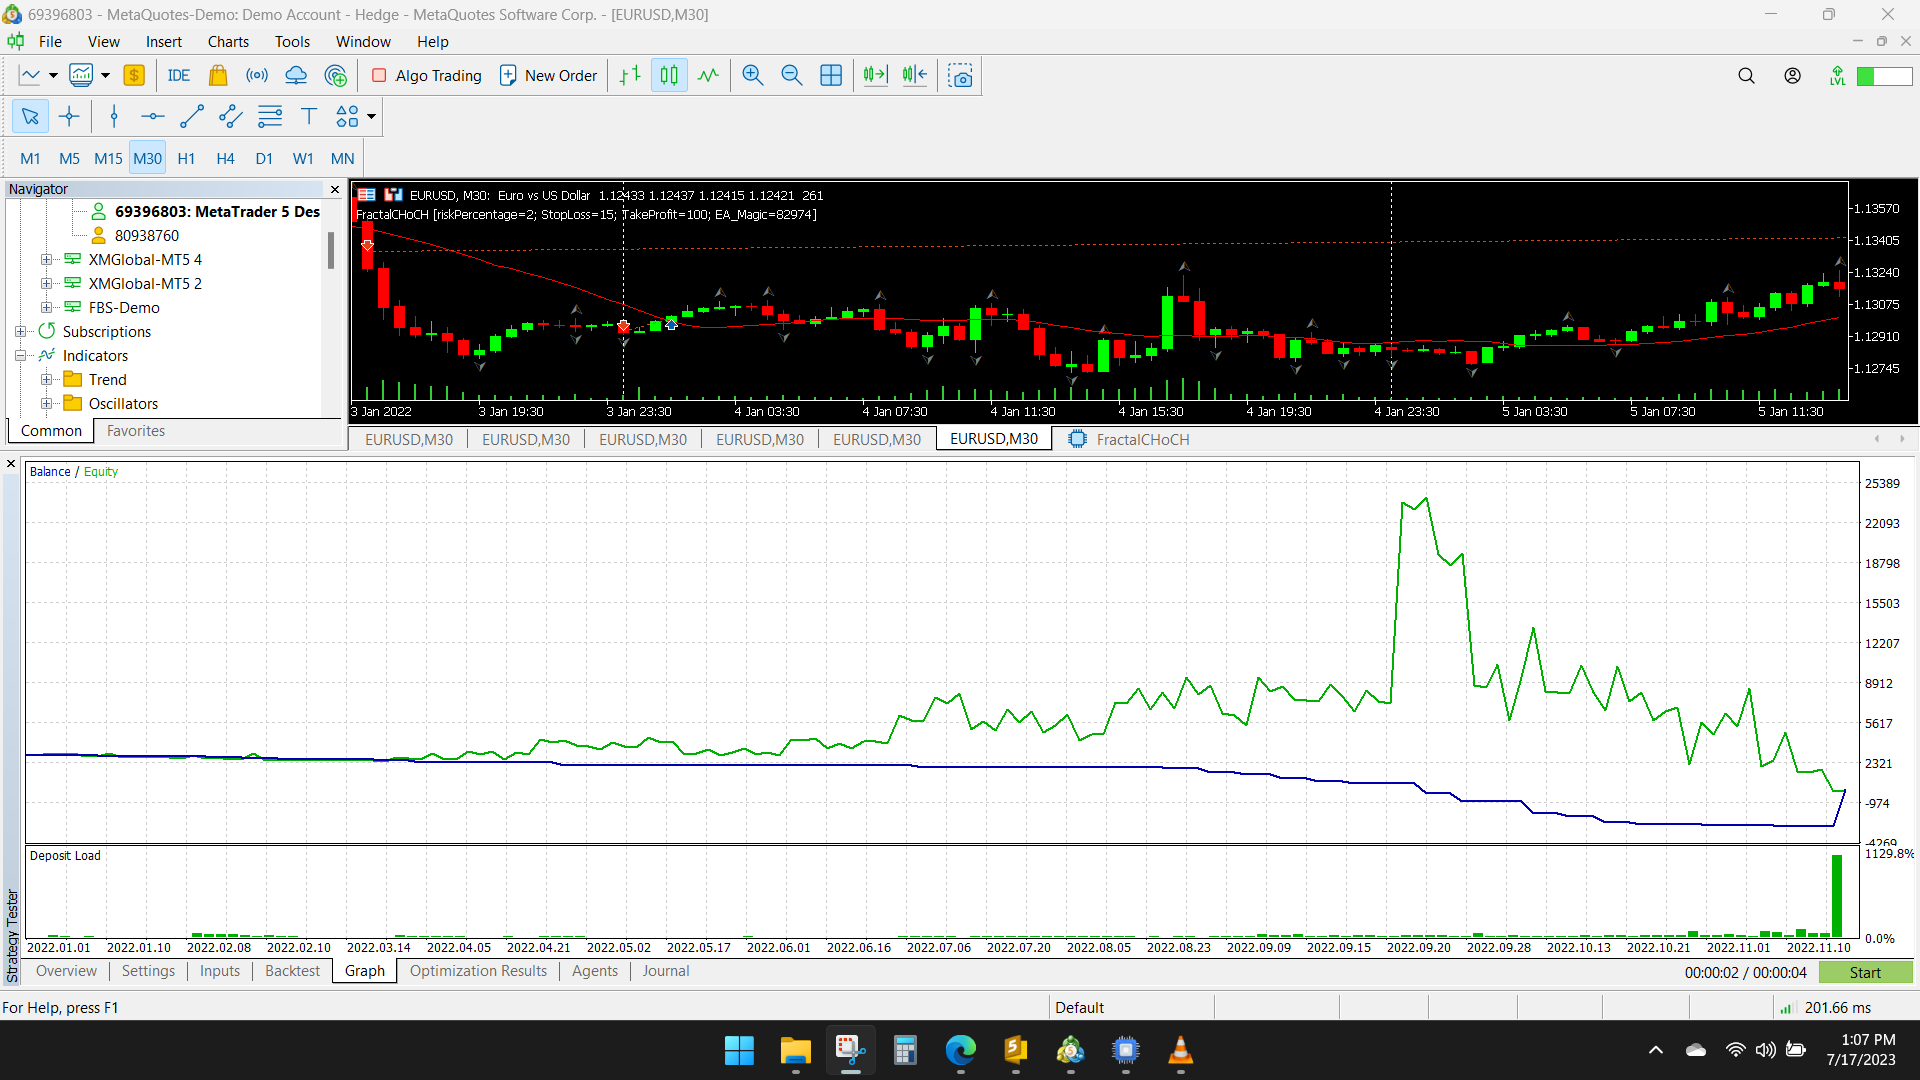 69396803 - MetaQuotes-Demo: Demo Account - Hedge - MetaQuotes Software Corp. - [EURUSD,M30]
File View Insert Charts Tools Window Help
IDE Algo Trading New Order LVL
M1 M5 M15 M30 H1 H4 D1 W1 MN
Navigator
69396803: MetaTrader 5 Des
80938760
XMGlobal-MT5 4
XMGlobal-MT5 2
FBS-Demo
Subscriptions
Indicators
Trend
Oscillators
Common Favorites
EURUSD, M30: Euro vs US Dollar 1.12433 1.12437 1.12415 1.12421 261
FractalCHoCH [riskPercentage=2; StopLoss=15; TakeProfit=100; EA_Magic=82974]
1.13570
1.13405
1.13240
1.13075
1.12910
1.12745
3 Jan 2022 3 Jan 19:30 3 Jan 23:30 4 Jan 03:30 4 Jan 07:30 4 Jan 11:30 4 Jan 15:30 4 Jan 19:30 4 Jan 23:30 5 Jan 03:30 5 Jan 07:30 5 Jan 11:30
EURUSD,M30 EURUSD,M30 EURUSD,M30 EURUSD,M30 EURUSD,M30 EURUSD,M30 FractalCHoCH
Balance / Equity
25389
22093
18798
15503
12207
8912
5617
2321
-974
-4269
Deposit Load
1129.8%
0.0%
2022.01.01 2022.01.10 2022.02.08 2022.02.10 2022.03.14 2022.04.05 2022.04.21 2022.05.02 2022.05.17 2022.06.01 2022.06.16 2022.07.06 2022.07.20 2022.08.05 2022.08.23 2022.09.09 2022.09.15 2022.09.20 2022.09.28 2022.10.13 2022.10.21 2022.11.01 2022.11.10
Strategy Tester
Overview Settings Inputs Backtest Graph Optimization Results Agents Journal
00:00:02 / 00:00:04 Start
For Help, press F1 Default 201.66 ms
1:07 PM
7/17/2023